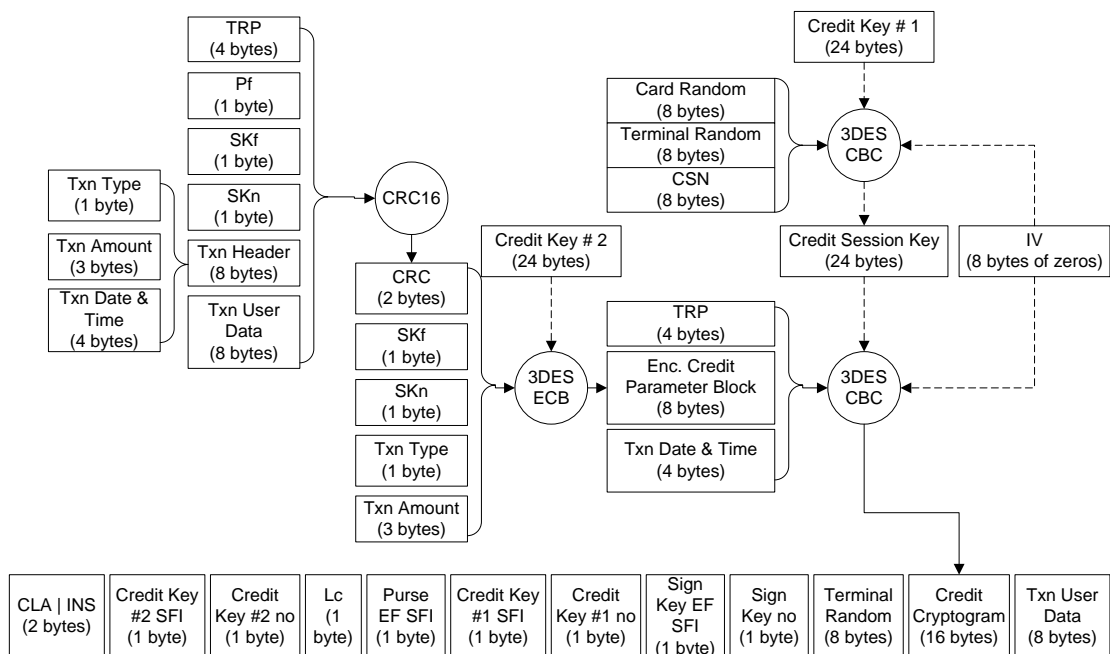 TRP
(4 bytes)
Pf
(1 byte)
SKf
(1 byte)
SKn
(1 byte)
Txn Header
(8 bytes)
Txn User
Data
(8 bytes)
Txn Type
(1 byte)
Txn Amount
(3 bytes)
Txn Date &
Time
(4 bytes)
CRC16
CRC
(2 bytes)
SKf
(1 byte)
SKn
(1 byte)
Txn Type
(1 byte)
Txn Amount
(3 bytes)
Credit Key # 2
(24 bytes)
3DES
ECB
Credit Key # 1
(24 bytes)
Card Random
(8 bytes)
Terminal Random
(8 bytes)
CSN
(8 bytes)
3DES
CBC
Credit Session Key
(24 bytes)
IV
(8 bytes of zeros)
TRP
(4 bytes)
Enc. Credit
Parameter Block
(8 bytes)
Txn Date & Time
(4 bytes)
3DES
CBC
CLA | INS
(2 bytes)
Credit Key
#2 SFI
(1 byte)
Credit
Key #2 no
(1 byte)
Lc
(1
byte)
Purse
EF SFI
(1 byte)
Credit Key
#1 SFI
(1 byte)
Credit
Key #1 no
(1 byte)
Sign
Key EF
SFI
(1 byte)
Sign
Key no
(1 byte)
Terminal
Random
(8 bytes)
Credit
Cryptogram
(16 bytes)
Txn User
Data
(8 bytes)